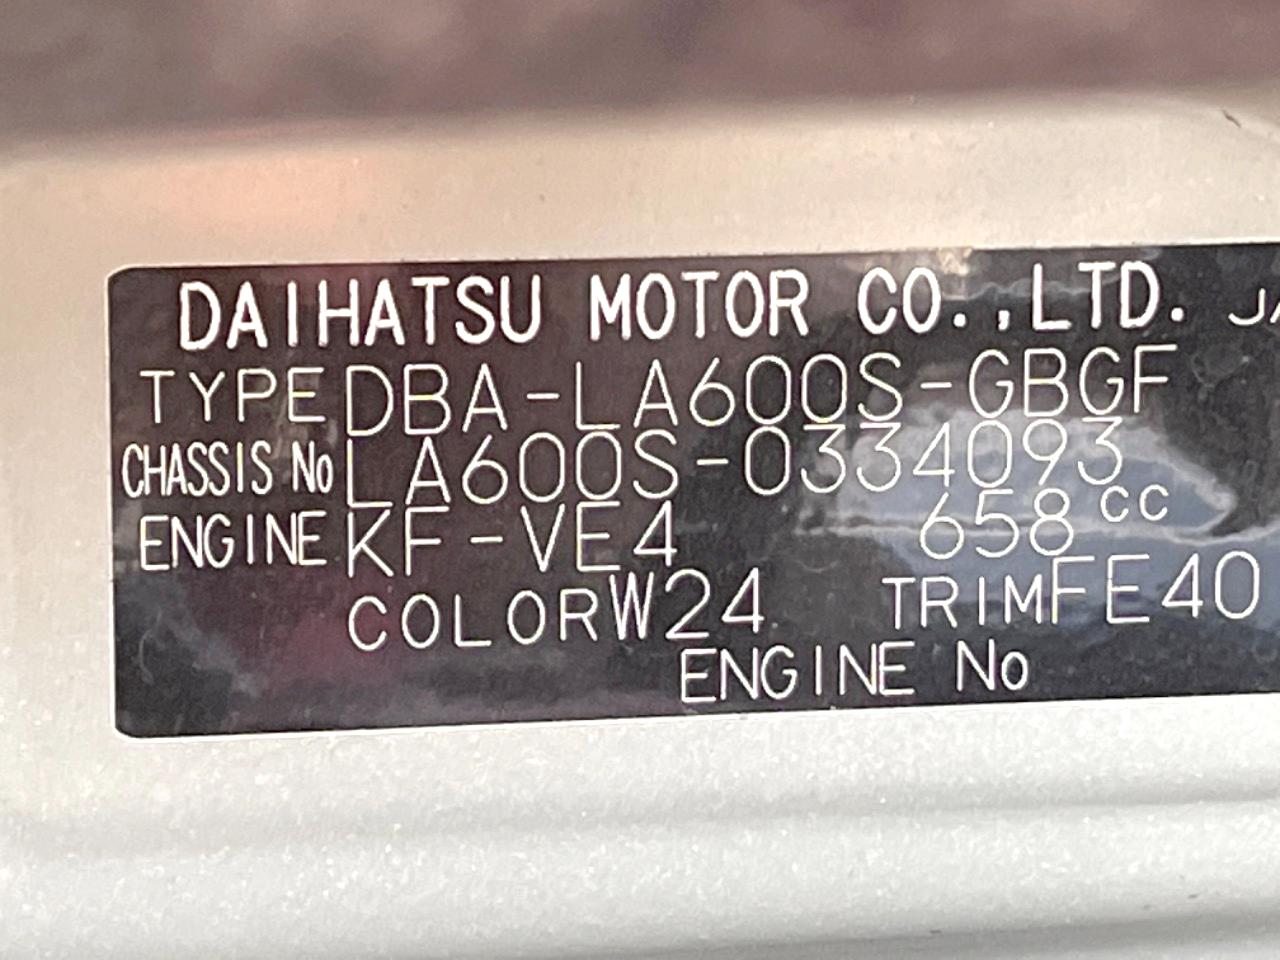 DAIHATSU MOTOR CO.,LTD.
TYPE DBA-LA600S-GBGF
CHASSIS No LA600S-0334093
ENGINE KF-VE4 658cc
COLOR W24 TRIM FE40
ENGINE No